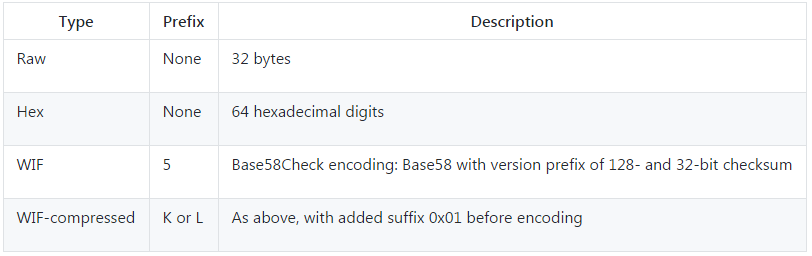 Type Prefix Description
Raw None 32 bytes
Hex None 64 hexadecimal digits
WIF 5 Base58Check encoding: Base58 with version prefix of 128- and 32-bit checksum
WIF-compressed K or L As above, with added suffix 0x01 before encoding